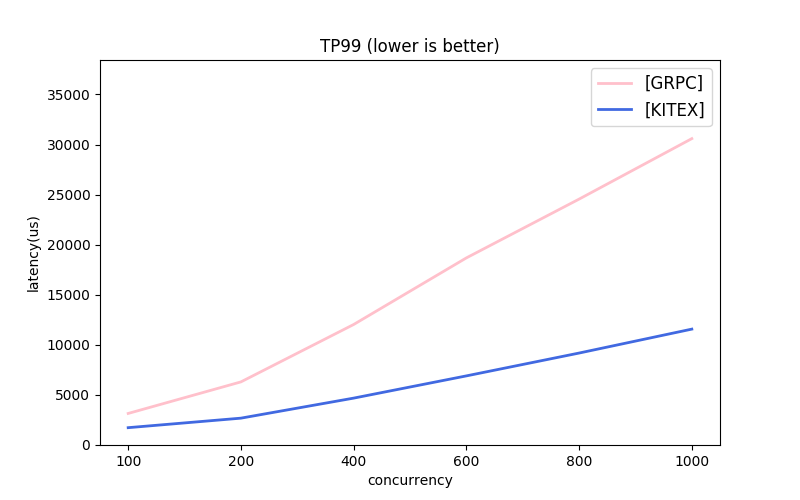 TP99 (lower is better)
[GRPC]
[KITEX]
35000
30000
25000
20000
15000
10000
5000
0
latency(us)
100 200 400 600 800 1000
concurrency